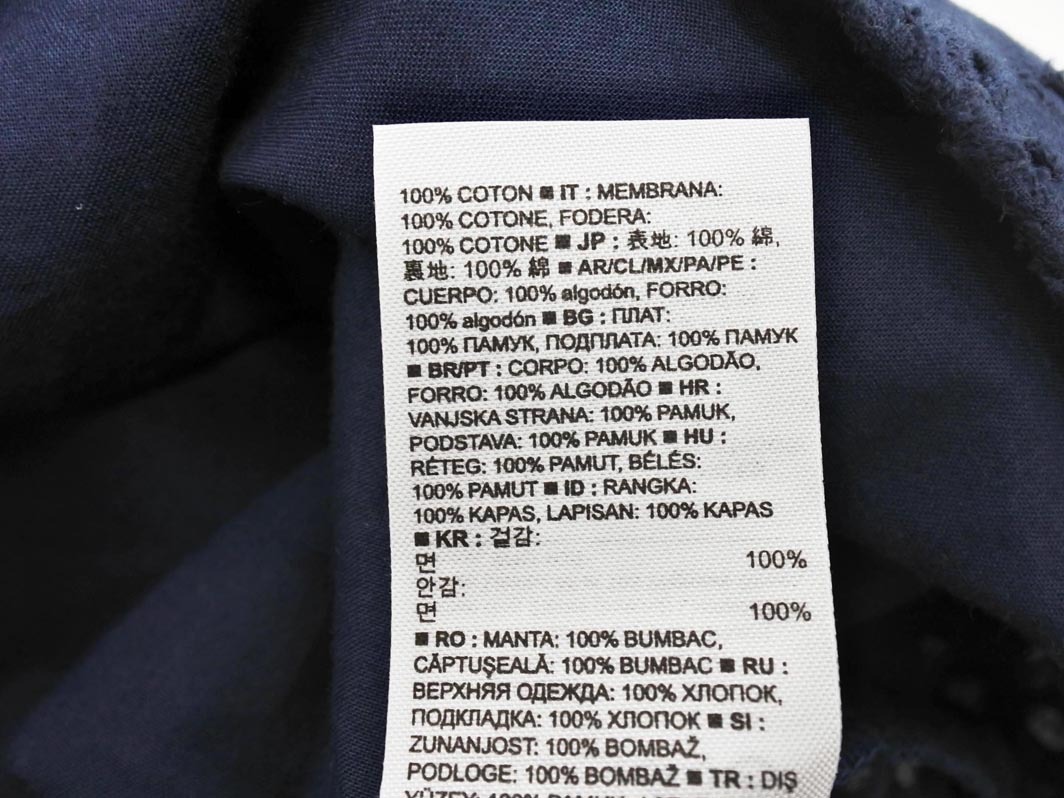 100% COTON ■ IT : MEMBRANA:
100% COTONE, FODERA:
100% COTONE ■ JP : 表地: 100% 綿,
裏地: 100% 綿 ■ AR/CL/MX/PA/PE :
CUERPO: 100% algodón, FORRO:
100% algodón ■ BG : ПЛАТ:
100% ПАМУК, ПОДПЛАТА: 100% ПАМУК
■ BR/PT : CORPO: 100% ALGODÃO,
FORRO: 100% ALGODÃO ■ HR :
VANJSKA STRANA: 100% PAMUK,
PODSTAVA: 100% PAMUK ■ HU :
RÉTEG: 100% PAMUT, BÉLÉS:
100% PAMUT ■ ID : RANGKA:
100% KAPAS, LAPISAN: 100% KAPAS
■ KR : 겉감:
면 100%
안감:
면 100%
■ RO : MANTA: 100% BUMBAC,
CĂPTUŞEALĂ: 100% BUMBAC ■ RU :
ВЕРХНЯЯ ОДЕЖДА: 100% ХЛОПОК,
ПОДКЛАДКА: 100% ХЛОПОК ■ SI :
ZUNANJOST: 100% BOMBAŽ,
PODLOGE: 100% BOMBAŽ ■ TR : DIŞ
YÜZEY: 100%